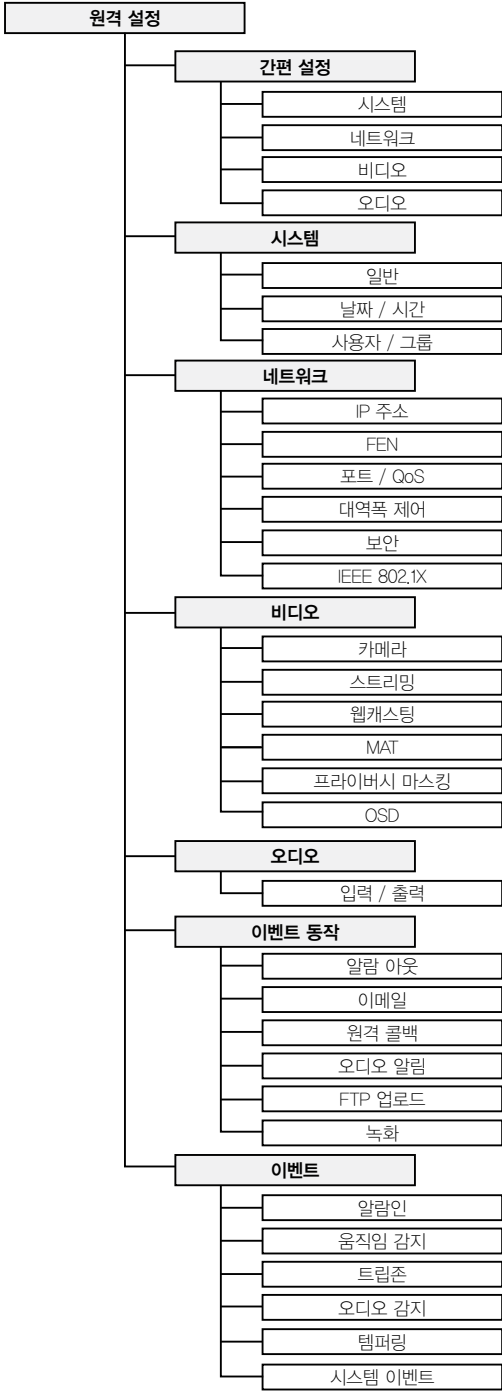 원격 설정
간편 설정
시스템
네트워크
비디오
오디오
시스템
일반
날짜 / 시간
사용자 / 그룹
네트워크
IP 주소
FEN
포트 / QoS
대역폭 제어
보안
IEEE 802.1X
비디오
카메라
스트리밍
웹캐스팅
MAT
프라이버시 마스킹
OSD
오디오
입력 / 출력
이벤트 동작
알람 아웃
이메일
원격 콜백
오디오 알림
FTP 업로드
녹화
이벤트
알람인
움직임 감지
트립존
오디오 감지
템퍼링
시스템 이벤트